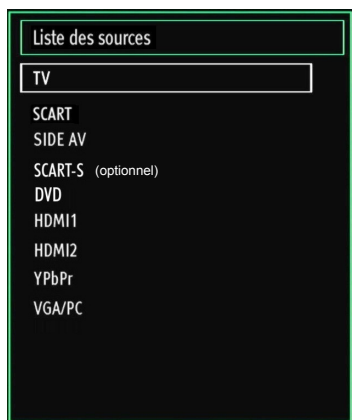 Liste des sources
TV
SCART
SIDE AV
SCART-S (optionnel)
DVD
HDMI1
HDMI2
YPbPr
VGA/PC